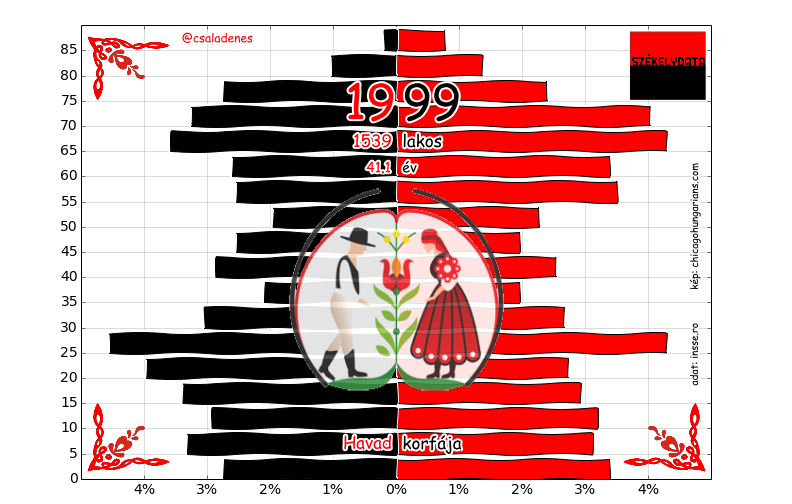 @csaladenes
SZÉKELYDATA
1999
1539 lakos
41,1 év
kép: chicagohungarians.com
adat: insse.ro
Havad korfája
85
80
75
70
65
60
55
50
45
40
35
30
25
20
15
10
5
0
4% 3% 2% 1% 0% 1% 2% 3% 4%